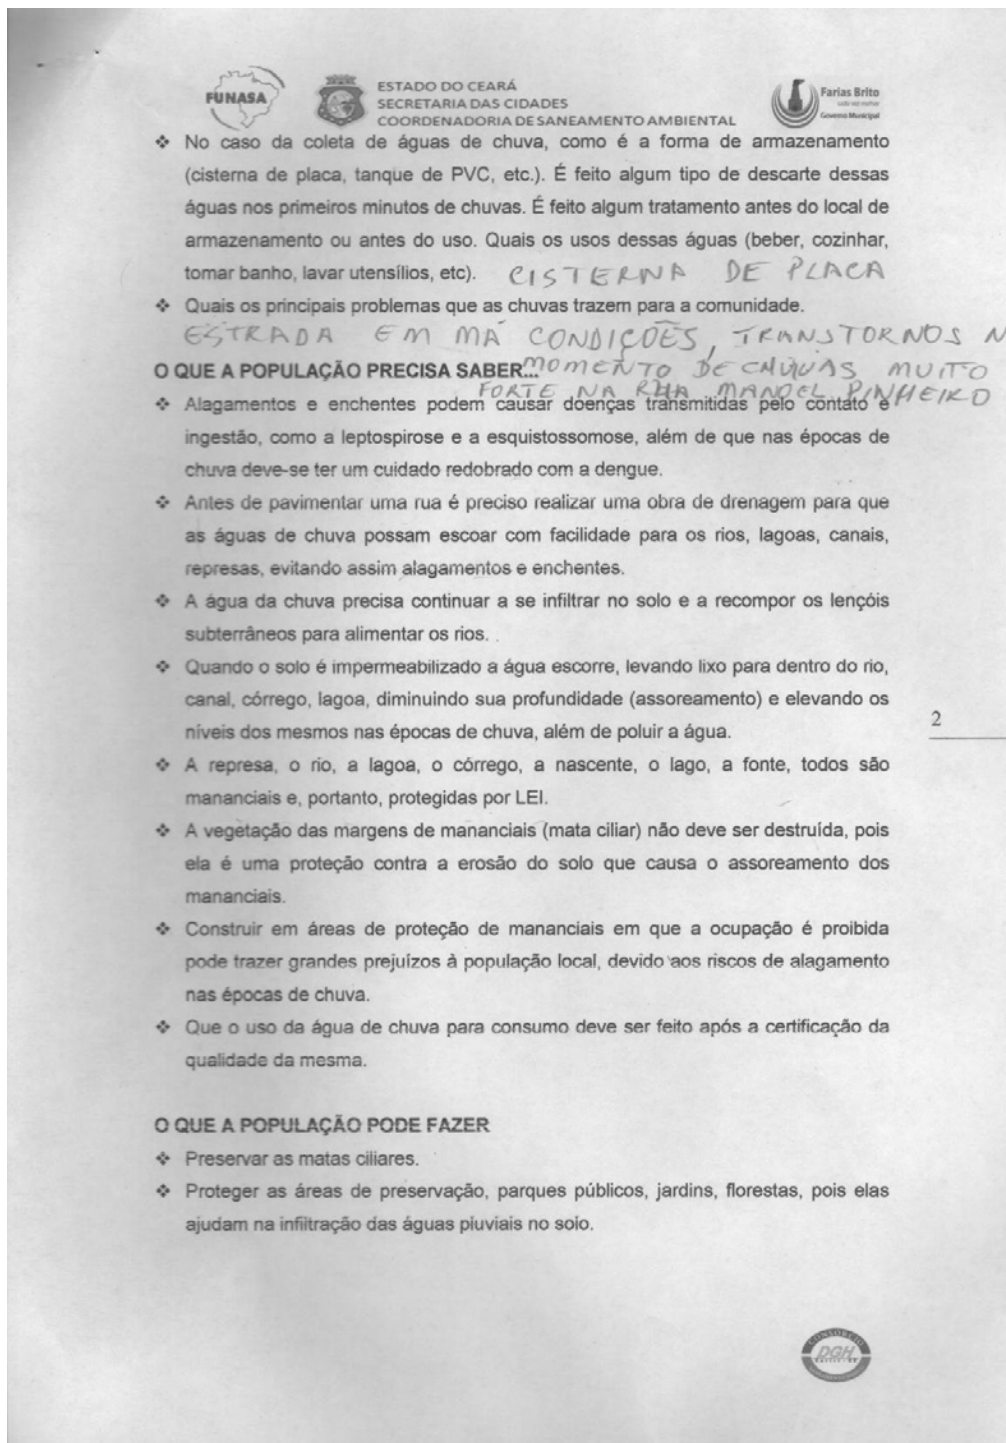 FUNASA
ESTADO DO CEARÁ
SECRETARIA DAS CIDADES
COORDENADORIA DE SANEAMENTO AMBIENTAL
Farias Brito
Governo Municipal
❖ No caso da coleta de águas de chuva, como é a forma de armazenamento
(cisterna de placa, tanque de PVC, etc.). É feito algum tipo de descarte dessas
águas nos primeiros minutos de chuvas. É feito algum tratamento antes do local de
armazenamento ou antes do uso. Quais os usos dessas águas (beber, cozinhar,
tomar banho, lavar utensílios, etc). CISTERNA DE PLACA
❖ Quais os principais problemas que as chuvas trazem para a comunidade.
ESTRADA EM MÁ CONDIÇÕES, TRANSTORNOS N
O QUE A POPULAÇÃO PRECISA SABER... MOMENTO DE CHUVAS MUITO
FORTE NA RUA MANOEL PINHEIRO
❖ Alagamentos e enchentes podem causar doenças transmitidas pelo contato e
ingestão, como a leptospirose e a esquistossomose, além de que nas épocas de
chuva deve-se ter um cuidado redobrado com a dengue.
❖ Antes de pavimentar uma rua é preciso realizar uma obra de drenagem para que
as águas de chuva possam escoar com facilidade para os rios, lagoas, canais,
represas, evitando assim alagamentos e enchentes.
❖ A água da chuva precisa continuar a se infiltrar no solo e a recompor os lençóis
subterrâneos para alimentar os rios.
❖ Quando o solo é impermeabilizado a água escorre, levando lixo para dentro do rio,
canal, córrego, lagoa, diminuindo sua profundidade (assoreamento) e elevando os
níveis dos mesmos nas épocas de chuva, além de poluir a água.
2
❖ A represa, o rio, a lagoa, o córrego, a nascente, o lago, a fonte, todos são
mananciais e, portanto, protegidas por LEI.
❖ A vegetação das margens de mananciais (mata ciliar) não deve ser destruída, pois
ela é uma proteção contra a erosão do solo que causa o assoreamento dos
mananciais.
❖ Construir em áreas de proteção de mananciais em que a ocupação é proibida
pode trazer grandes prejuízos à população local, devido aos riscos de alagamento
nas épocas de chuva.
❖ Que o uso da água de chuva para consumo deve ser feito após a certificação da
qualidade da mesma.
O QUE A POPULAÇÃO PODE FAZER
❖ Preservar as matas ciliares.
❖ Proteger as áreas de preservação, parques públicos, jardins, florestas, pois elas
ajudam na infiltração das águas pluviais no solo.
CONSÓRCIO
DGH